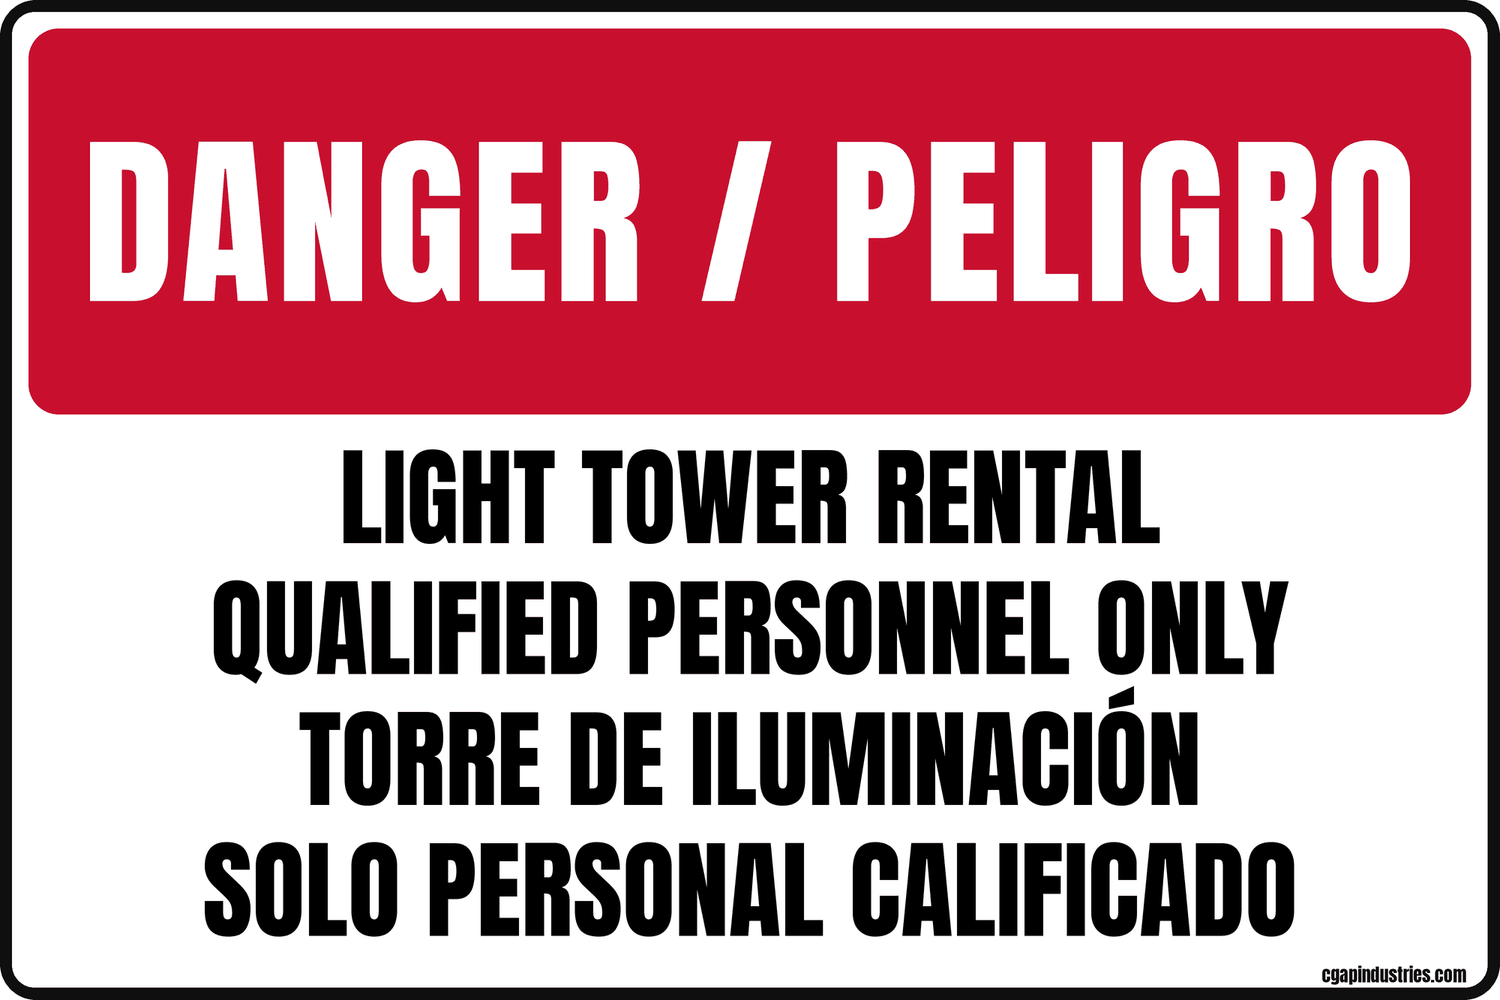 DANGER / PELIGRO
LIGHT TOWER RENTAL
QUALIFIED PERSONNEL ONLY
TORRE DE ILUMINACIÓN
SOLO PERSONAL CALIFICADO
cgapindustries.com